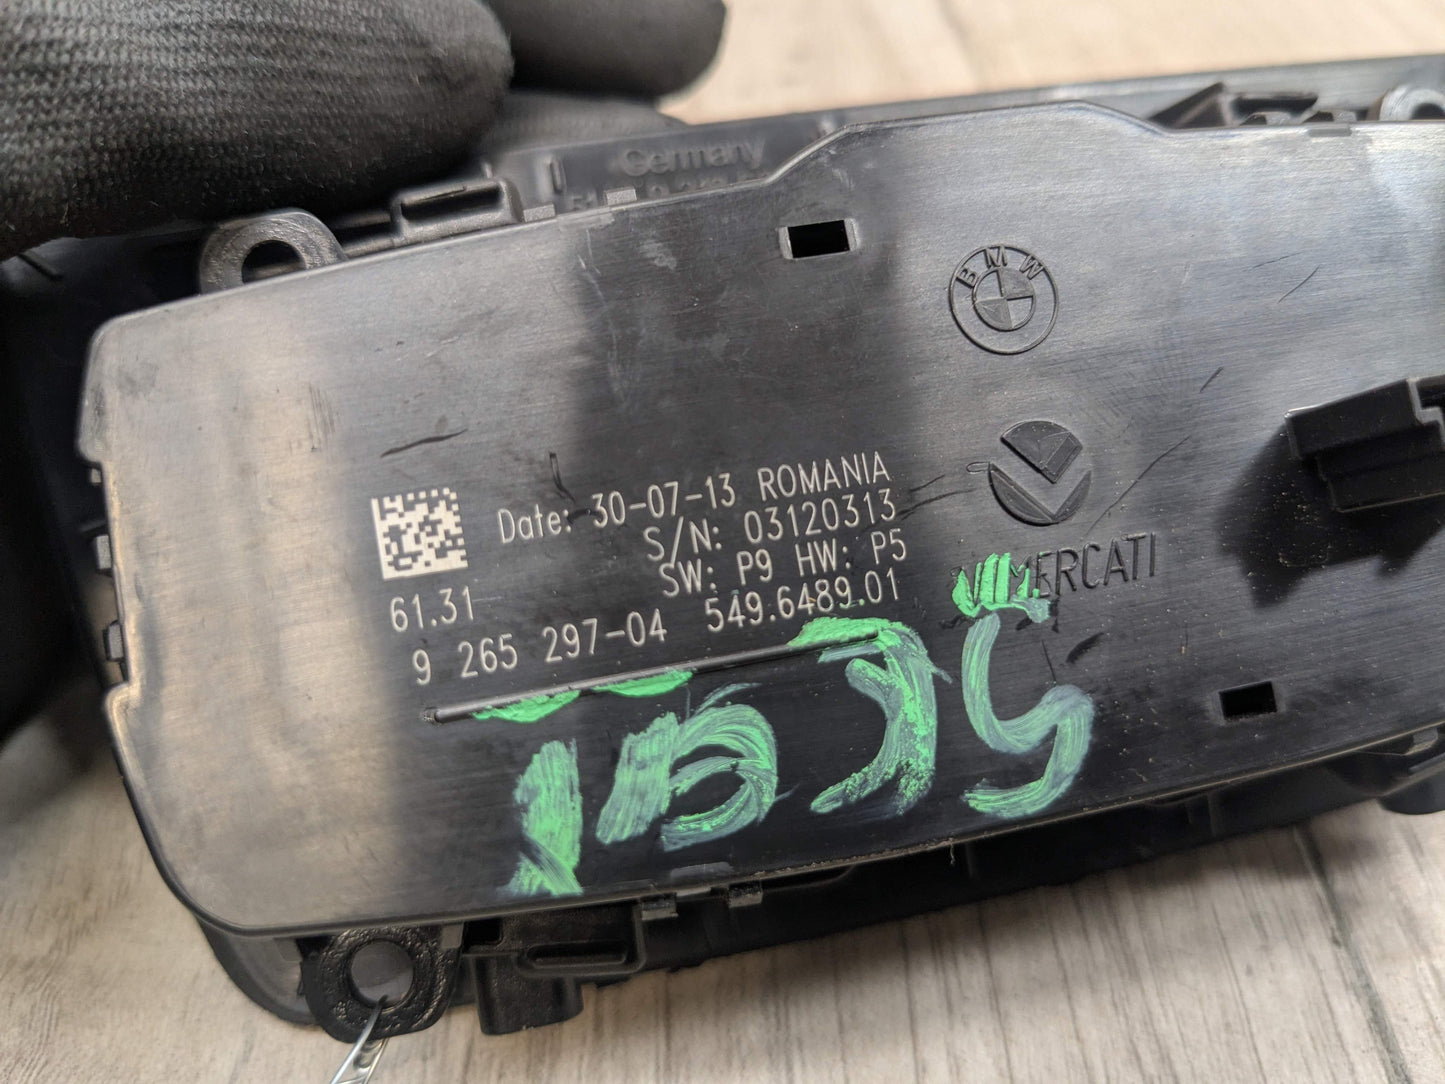 Germany
BMW
Date: 30-07-13 ROMANIA
S/N: 03120313
SW: P9 HW: P5
61.31
9 265 297-04 549.6489.01
MERCATI